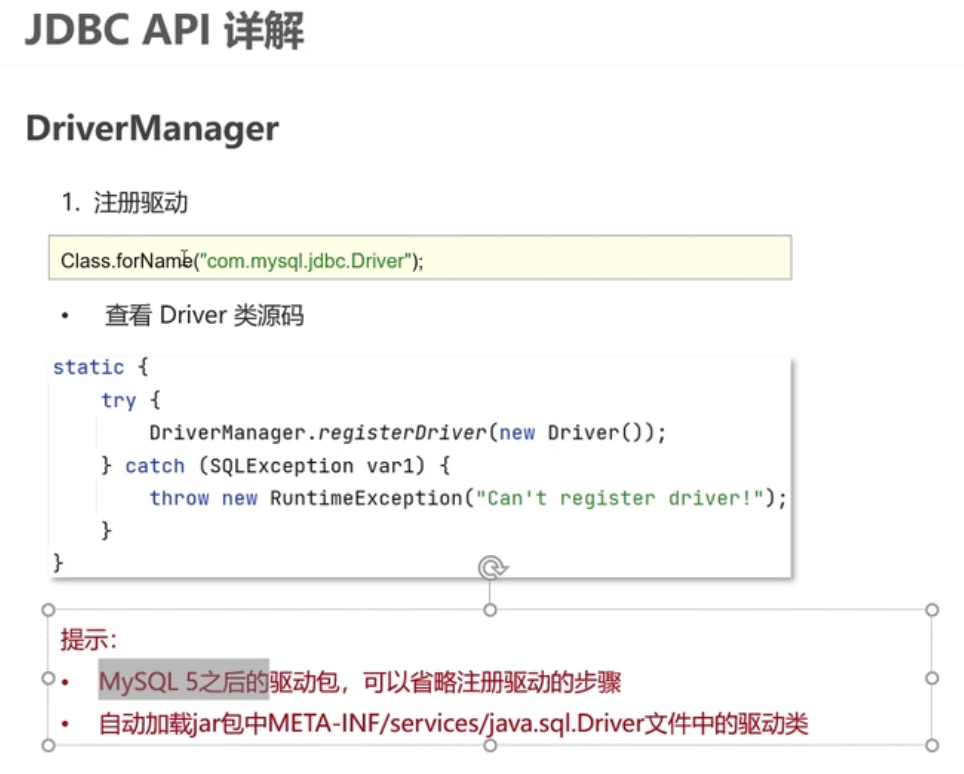 JDBC API 详解
DriverManager
1. 注册驱动
Class.forName("com.mysql.jdbc.Driver");
• 查看 Driver 类源码
static {
try {
DriverManager.registerDriver(new Driver());
} catch (SQLException var1) {
throw new RuntimeException("Can't register driver!");
}
}
提示：
• MySQL 5之后的驱动包，可以省略注册驱动的步骤
• 自动加载jar包中META-INF/services/java.sql.Driver文件中的驱动类